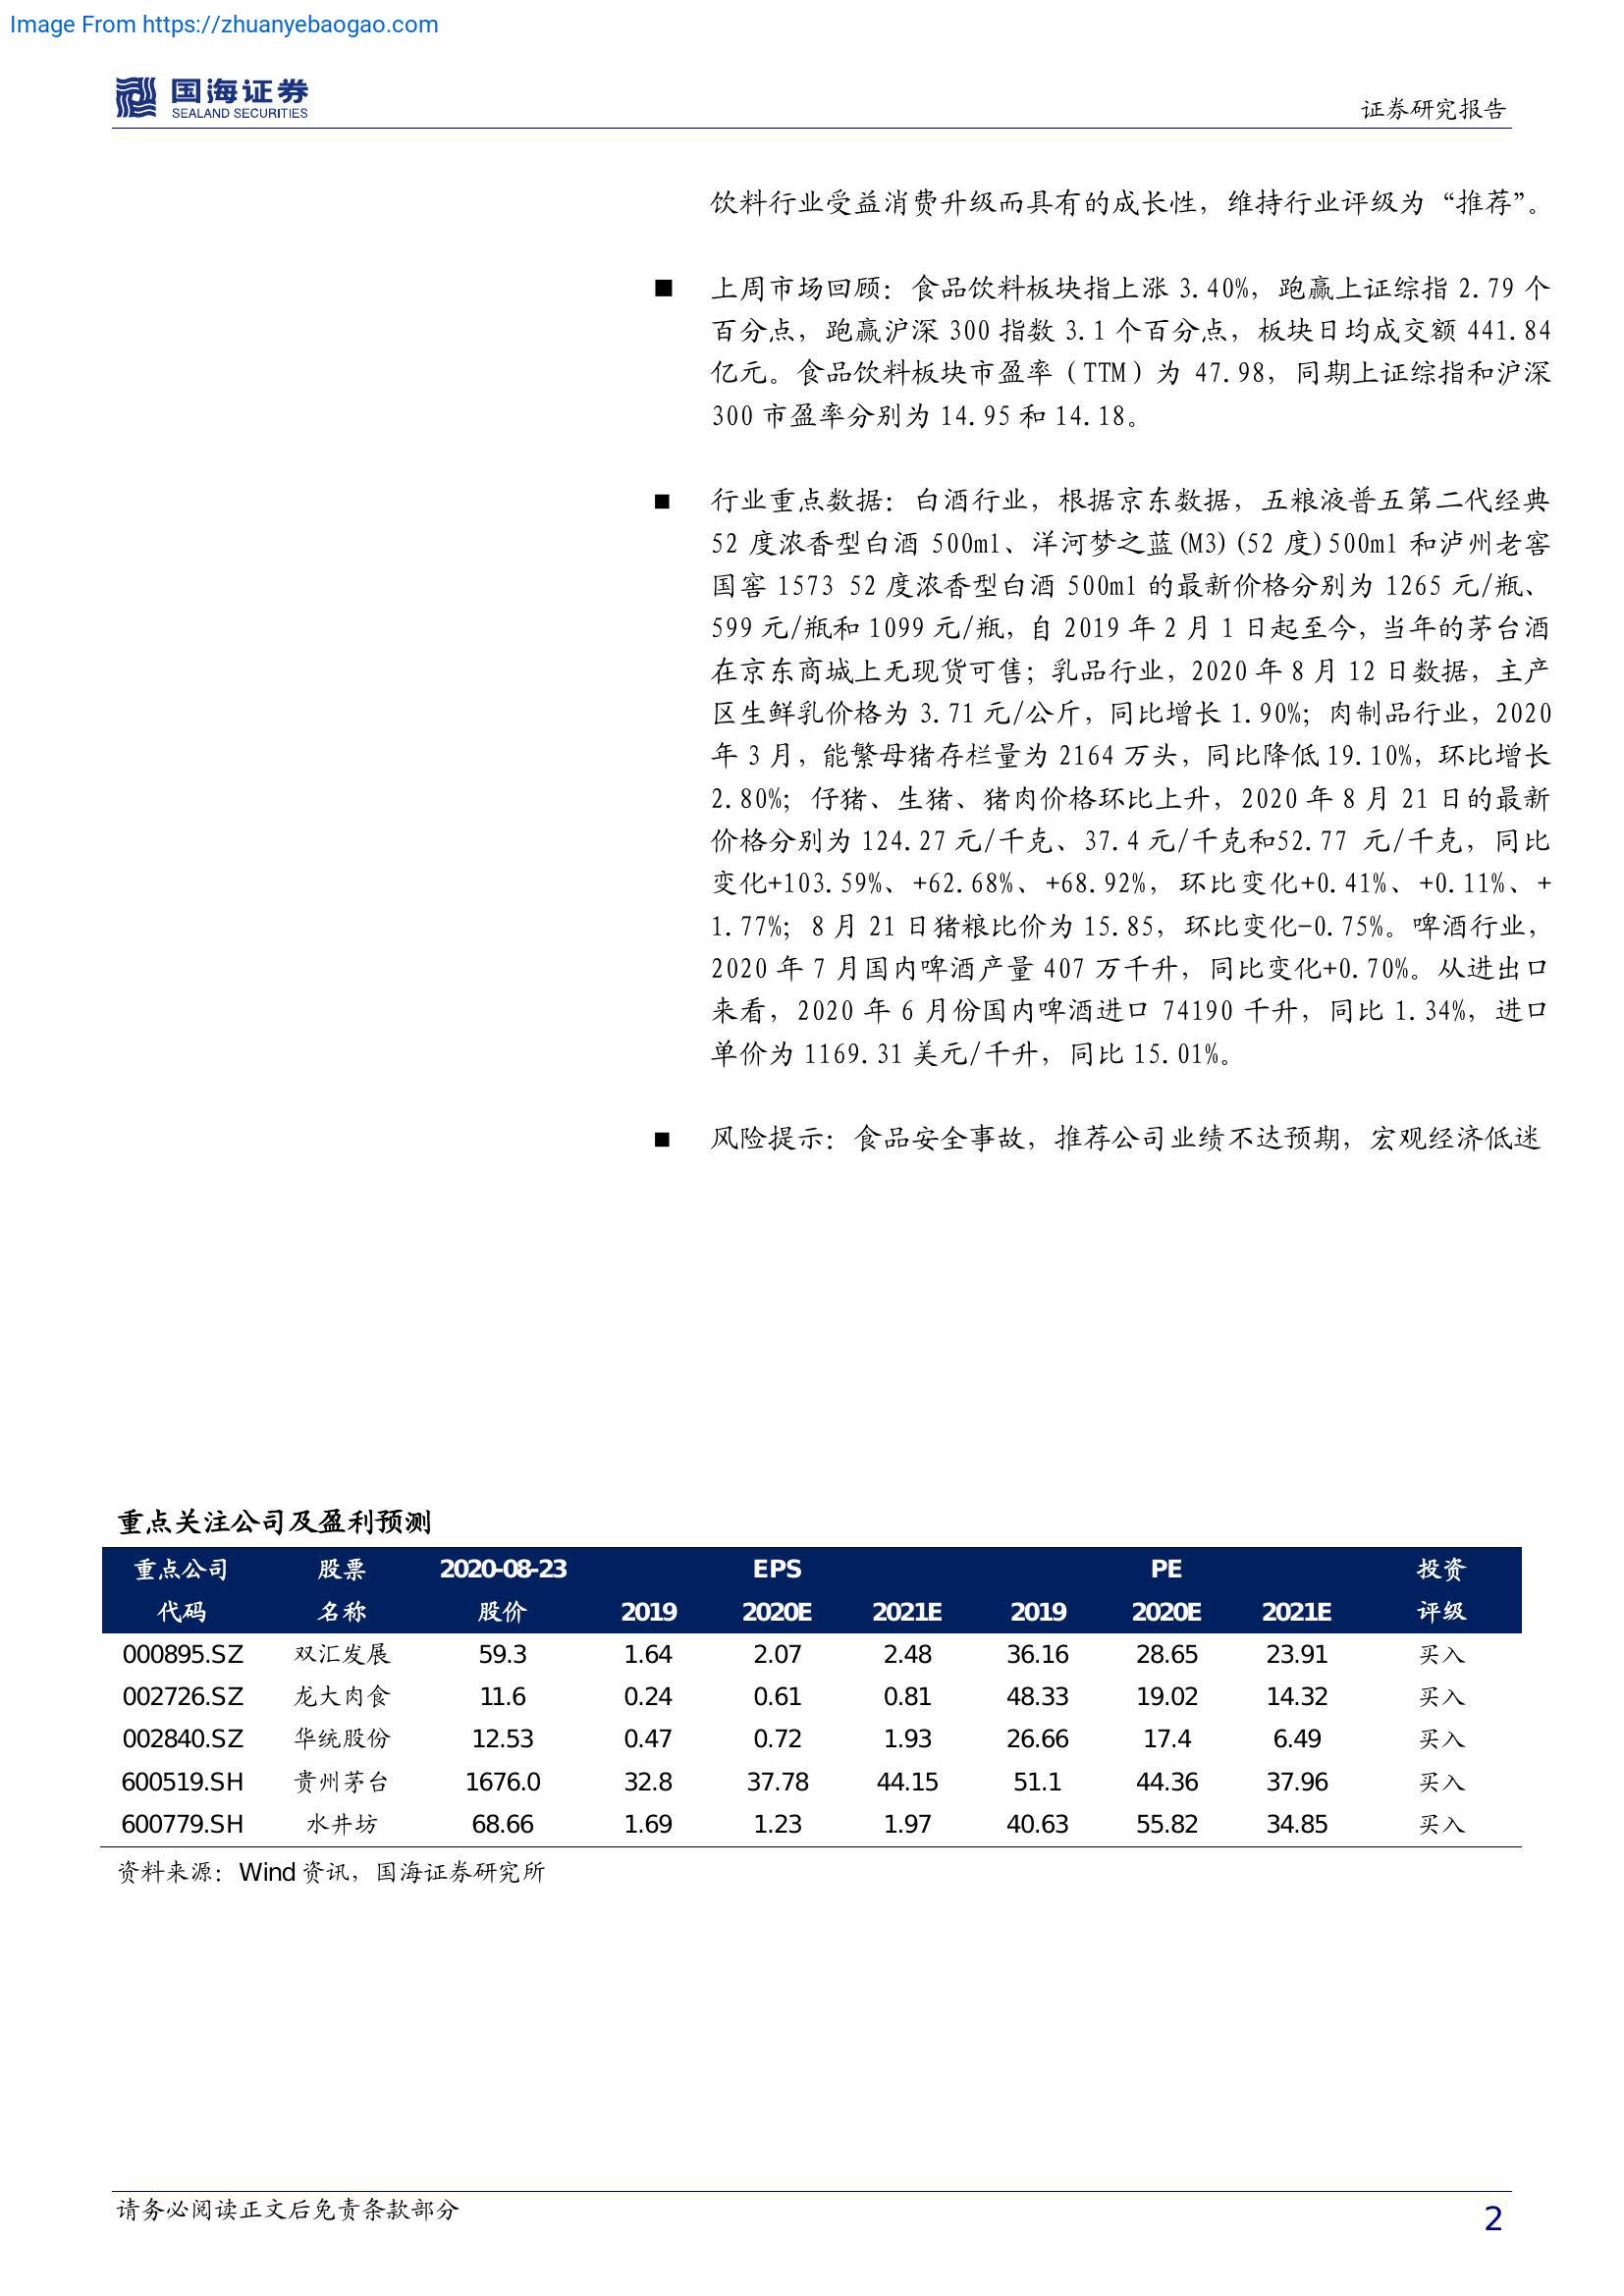 Image From https://zhuanyebaogao.com
国海证券
SEALAND SECURITIES
证券研究报告
饮料行业受益消费升级而具有的成长性，维持行业评级为“推荐”。
■ 上周市场回顾：食品饮料板块指上涨 3.40%，跑赢上证综指 2.79 个
百分点，跑赢沪深 300 指数 3.1 个百分点，板块日均成交额 441.84
亿元。食品饮料板块市盈率（TTM）为 47.98，同期上证综指和沪深
300 市盈率分别为 14.95 和 14.18。
■ 行业重点数据：白酒行业，根据京东数据，五粮液普五第二代经典
52 度浓香型白酒 500ml、洋河梦之蓝(M3)(52 度)500ml 和泸州老窖
国窖 1573 52 度浓香型白酒 500ml 的最新价格分别为 1265 元/瓶、
599 元/瓶和 1099 元/瓶，自 2019 年 2 月 1 日起至今，当年的茅台酒
在京东商城上无现货可售；乳品行业，2020 年 8 月 12 日数据，主产
区生鲜乳价格为 3.71 元/公斤，同比增长 1.90%；肉制品行业，2020
年 3 月，能繁母猪存栏量为 2164 万头，同比降低 19.10%，环比增长
2.80%；仔猪、生猪、猪肉价格环比上升，2020 年 8 月 21 日的最新
价格分别为 124.27 元/千克、37.4 元/千克和52.77 元/千克，同比
变化+103.59%、+62.68%、+68.92%，环比变化+0.41%、+0.11%、+
1.77%；8 月 21 日猪粮比价为 15.85，环比变化-0.75%。啤酒行业，
2020 年 7 月国内啤酒产量 407 万千升，同比变化+0.70%。从进出口
来看，2020 年 6 月份国内啤酒进口 74190 千升，同比 1.34%，进口
单价为 1169.31 美元/千升，同比 15.01%。
■ 风险提示：食品安全事故，推荐公司业绩不达预期，宏观经济低迷
重点关注公司及盈利预测
重点公司 股票 2020-08-23 EPS PE 投资
代码 名称 股价 2019 2020E 2021E 2019 2020E 2021E 评级
000895.SZ 双汇发展 59.3 1.64 2.07 2.48 36.16 28.65 23.91 买入
002726.SZ 龙大肉食 11.6 0.24 0.61 0.81 48.33 19.02 14.32 买入
002840.SZ 华统股份 12.53 0.47 0.72 1.93 26.66 17.4 6.49 买入
600519.SH 贵州茅台 1676.0 32.8 37.78 44.15 51.1 44.36 37.96 买入
600779.SH 水井坊 68.66 1.69 1.23 1.97 40.63 55.82 34.85 买入
资料来源：Wind 资讯，国海证券研究所
请务必阅读正文后免责条款部分
2